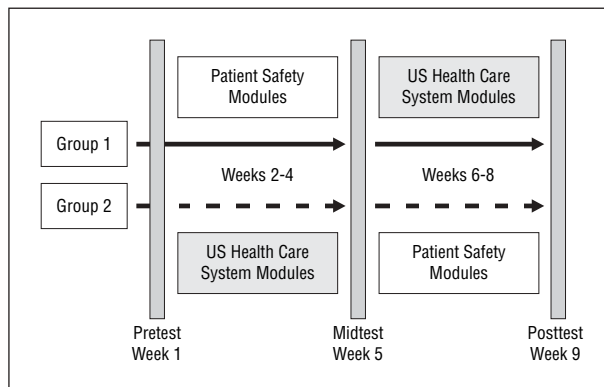 Patient Safety
Modules
US Health Care
System Modules
Group 1
Weeks 2-4
Weeks 6-8
Group 2
US Health Care
System Modules
Patient Safety
Modules
Pretest
Week 1
Midtest
Week 5
Posttest
Week 9